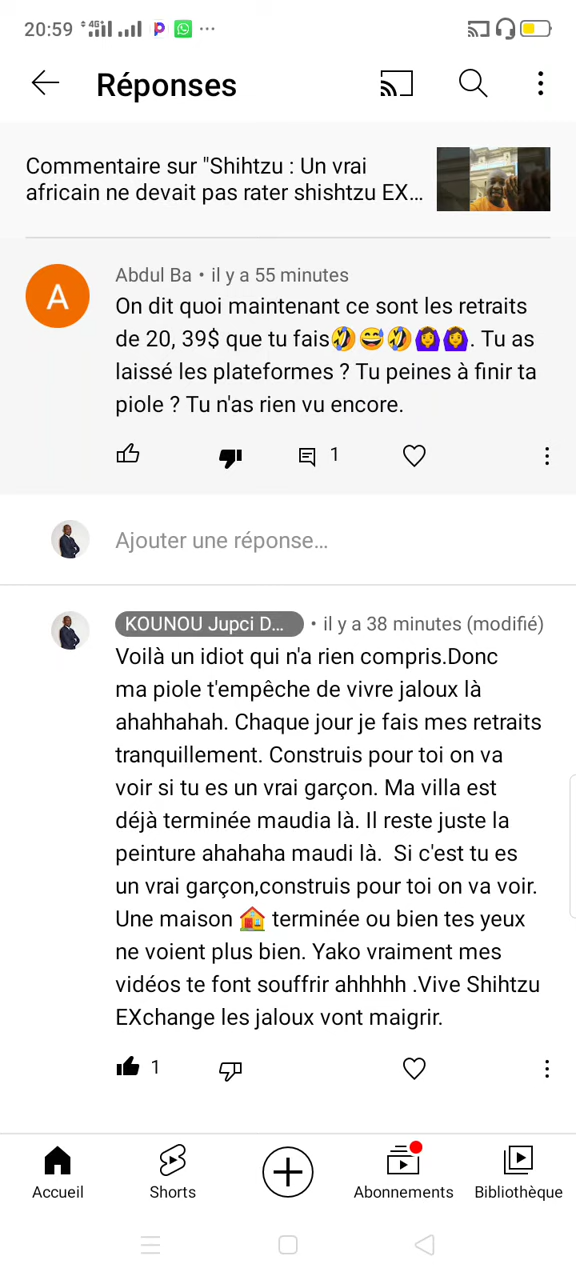 20:59 4G+ P ...
Réponses
Commentaire sur "Shihtzu : Un vrai
africain ne devait pas rater shishtzu EX...
A
Abdul Ba • il y a 55 minutes
On dit quoi maintenant ce sont les retraits
de 20, 39$ que tu fais🤣😅🤣🙆‍♀️🙆‍♀️. Tu as
laissé les plateformes ? Tu peines à finir ta
piole ? Tu n'as rien vu encore.
1
Ajouter une réponse...
KOUNOU Jupci D... • il y a 38 minutes (modifié)
Voilà un idiot qui n'a rien compris.Donc
ma piole t'empêche de vivre jaloux là
ahahhahah. Chaque jour je fais mes retraits
tranquillement. Construis pour toi on va
voir si tu es un vrai garçon. Ma villa est
déjà terminée maudia là. Il reste juste la
peinture ahahaha maudi là.  Si c'est tu es
un vrai garçon,construis pour toi on va voir.
Une maison 🏠 terminée ou bien tes yeux
ne voient plus bien. Yako vraiment mes
vidéos te font souffrir ahhhhh .Vive Shihtzu
EXchange les jaloux vont maigrir.
1
Accueil Shorts Abonnements Bibliothèque